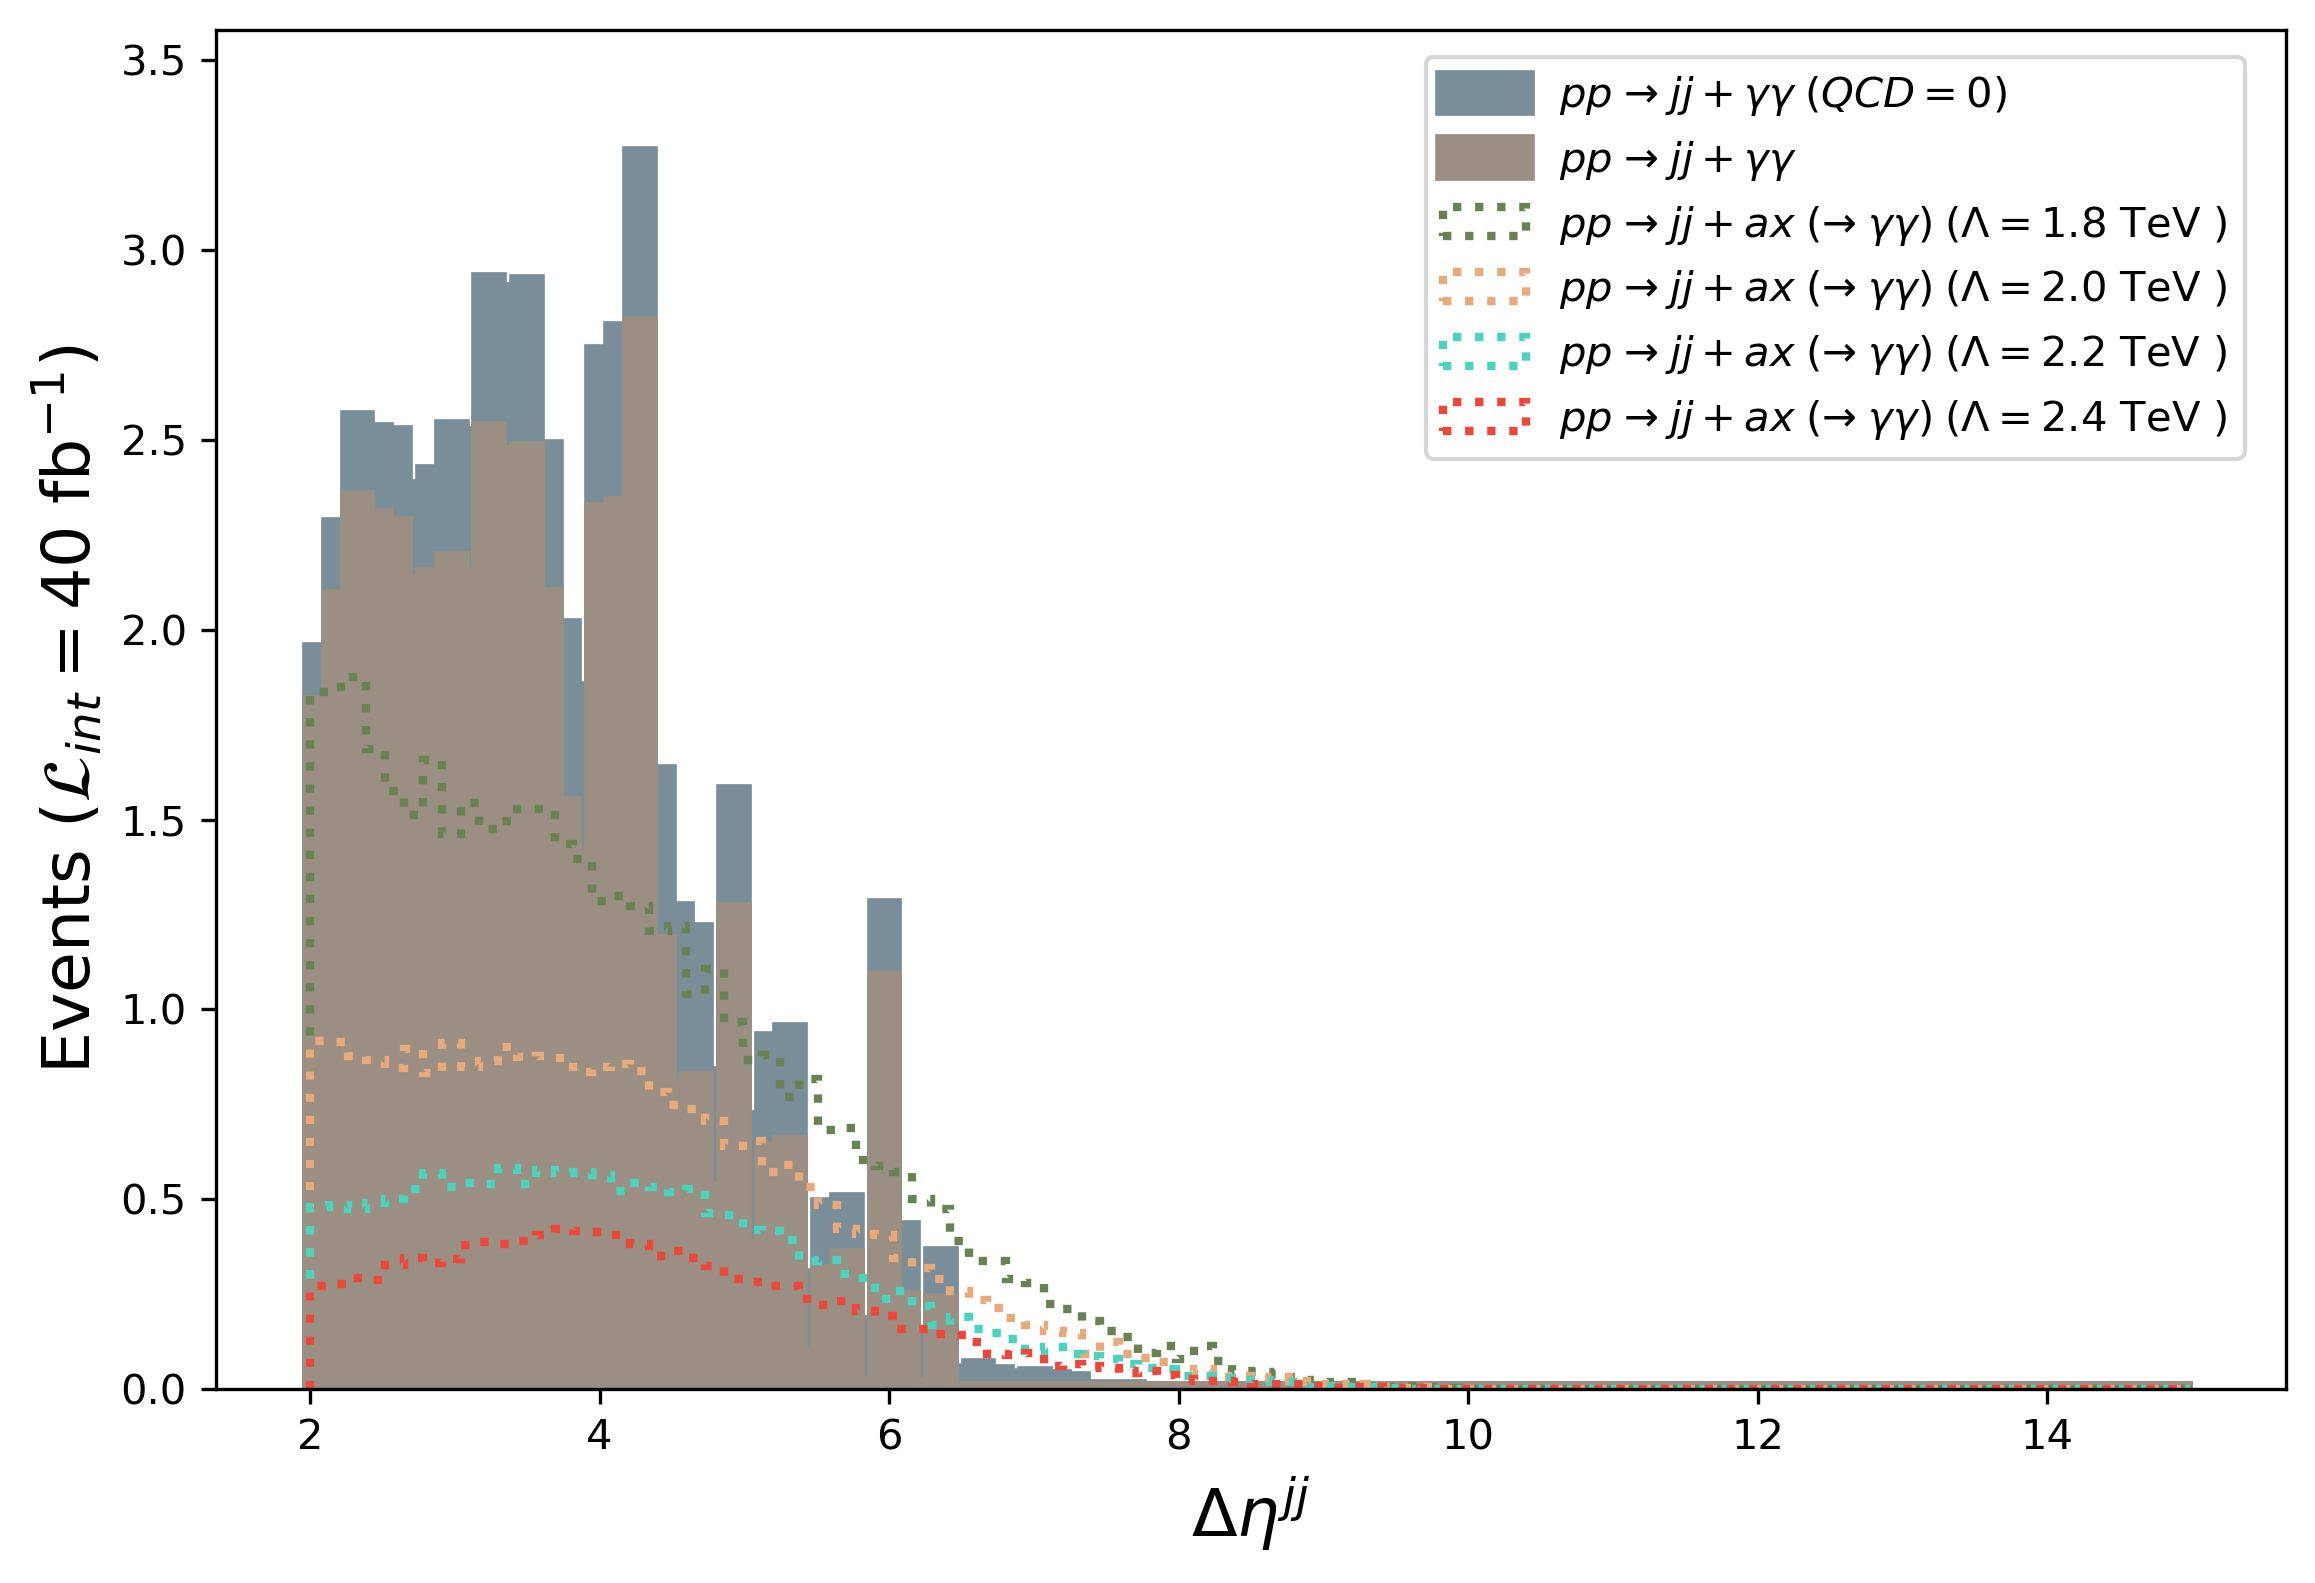 Events (ℒ_int = 40 fb⁻¹)
3.5
3.0
2.5
2.0
1.5
1.0
0.5
0.0
pp → jj + γγ (QCD = 0)
pp → jj + γγ
pp → jj + ax (→ γγ) (Λ = 1.8 TeV )
pp → jj + ax (→ γγ) (Λ = 2.0 TeV )
pp → jj + ax (→ γγ) (Λ = 2.2 TeV )
pp → jj + ax (→ γγ) (Λ = 2.4 TeV )
2 4 6 8 10 12 14
Δη^jj